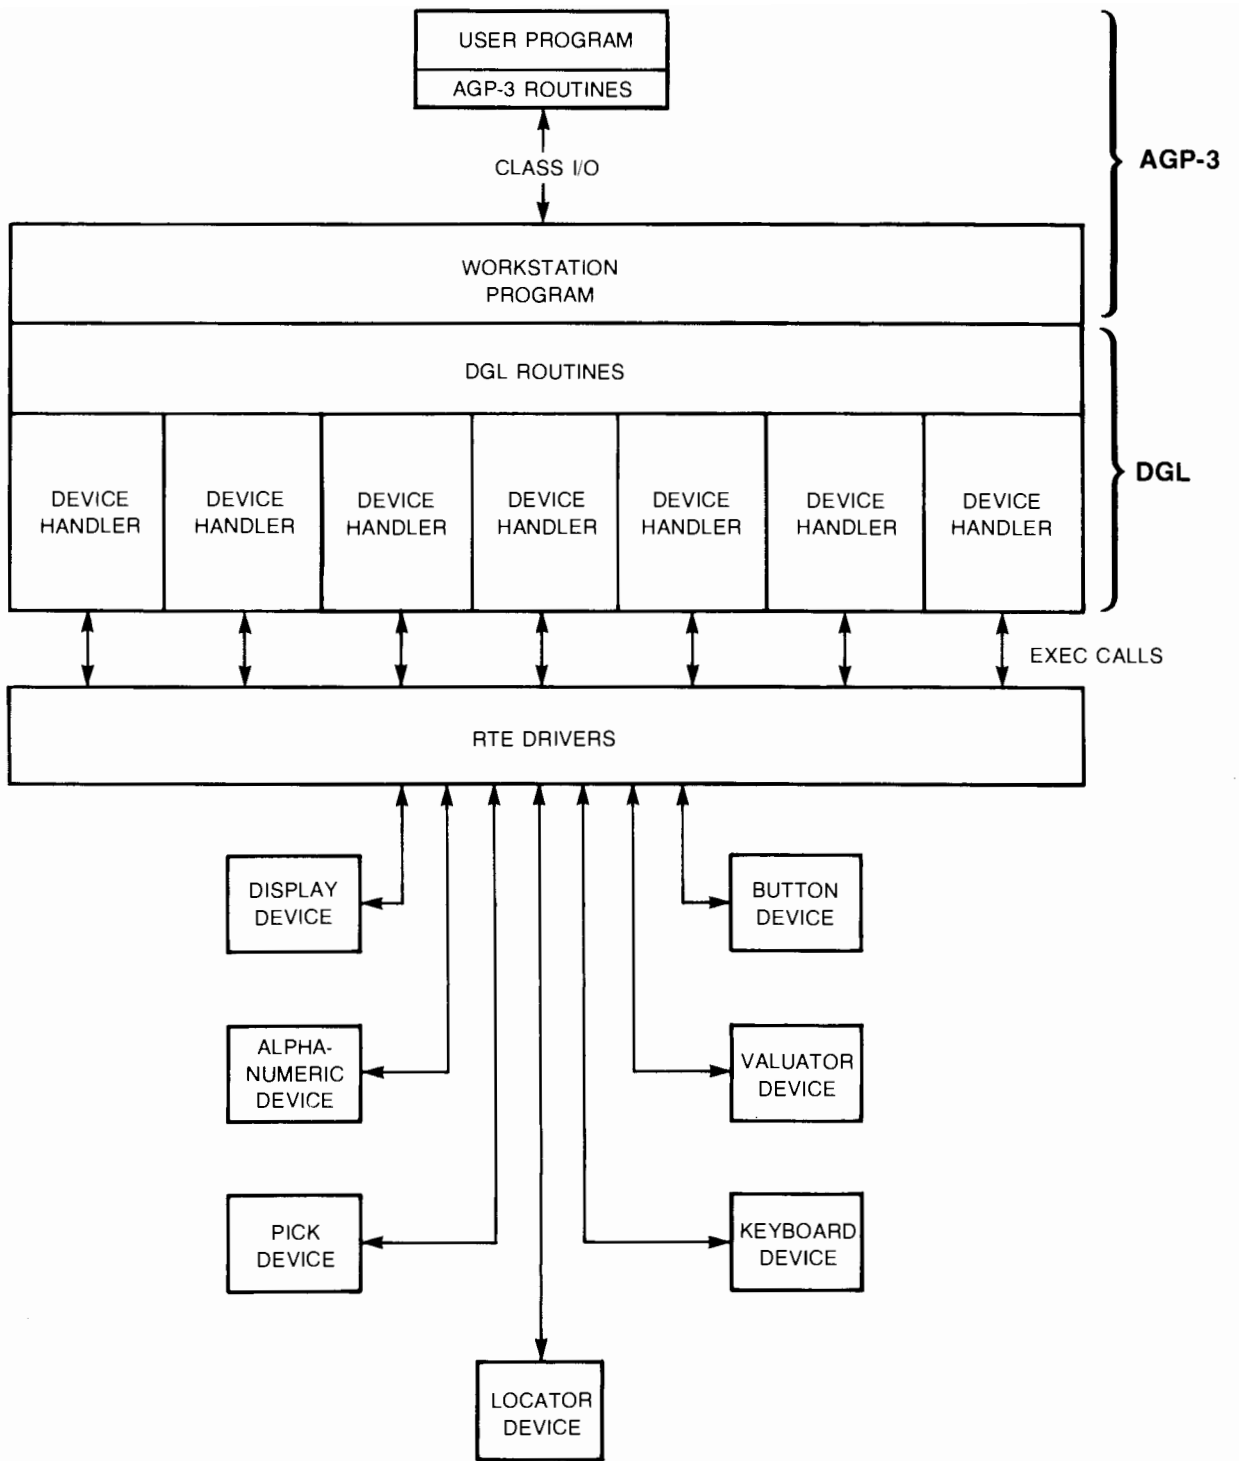 USER PROGRAM
AGP-3 ROUTINES
CLASS I/O
AGP-3
WORKSTATION
PROGRAM
DGL ROUTINES
DGL
DEVICE
HANDLER
DEVICE
HANDLER
DEVICE
HANDLER
DEVICE
HANDLER
DEVICE
HANDLER
DEVICE
HANDLER
DEVICE
HANDLER
EXEC CALLS
RTE DRIVERS
DISPLAY
DEVICE
BUTTON
DEVICE
ALPHA-
NUMERIC
DEVICE
VALUATOR
DEVICE
PICK
DEVICE
KEYBOARD
DEVICE
LOCATOR
DEVICE